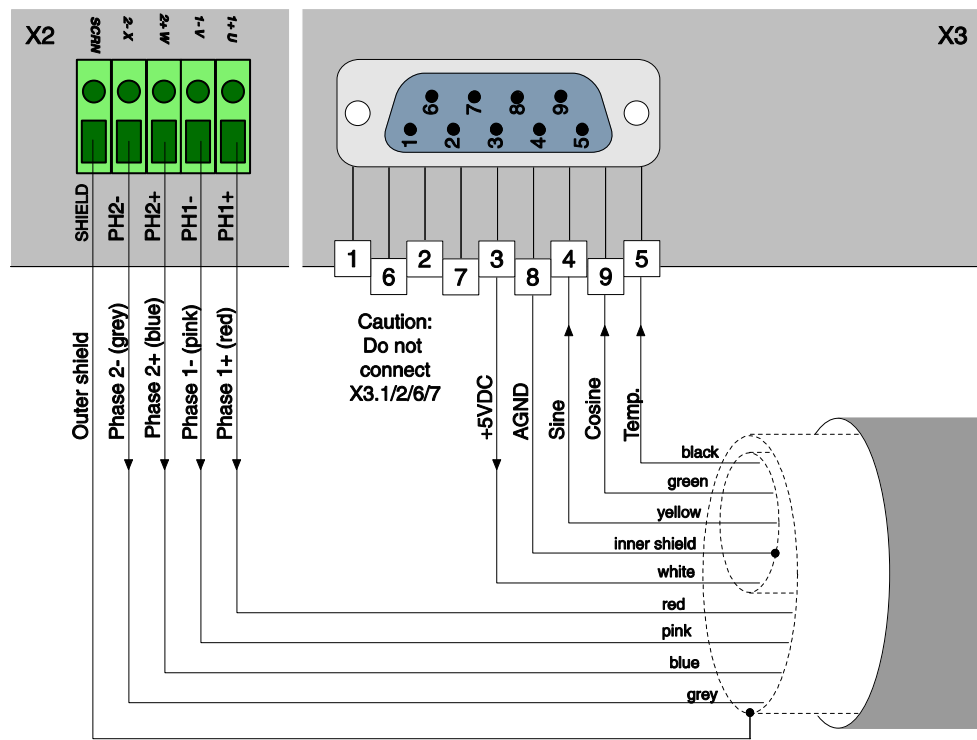 X2
SCRN
2- X
2+ W
1- V
1+ U
X3
6 7 8 9
1 2 3 4 5
SHIELD
PH2-
PH2+
PH1-
PH1+
1 2 3 4 5
6 7 8 9
Caution:
Do not
connect
X3.1/2/6/7
Outer shield
Phase 2- (grey)
Phase 2+ (blue)
Phase 1- (pink)
Phase 1+ (red)
+5VDC
AGND
Sine
Cosine
Temp.
black
green
yellow
inner shield
white
red
pink
blue
grey